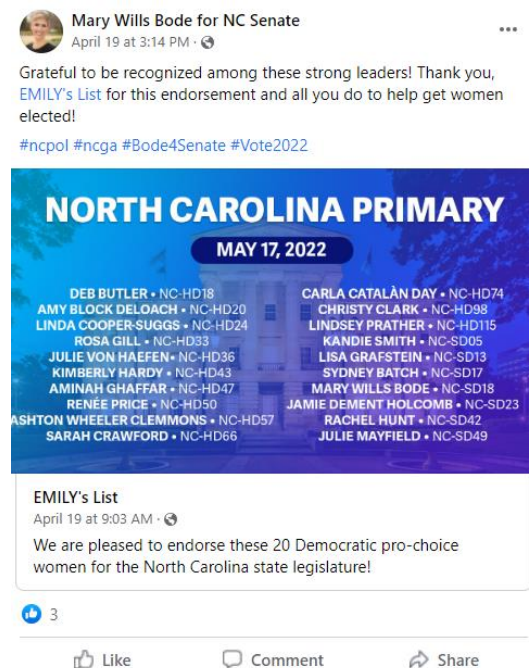 Mary Wills Bode for NC Senate
April 19 at 3:14 PM ·
Grateful to be recognized among these strong leaders! Thank you,
EMILY's List for this endorsement and all you do to help get women
elected!
#ncpol #ncga #Bode4Senate #Vote2022
NORTH CAROLINA PRIMARY
MAY 17, 2022
DEB BUTLER • NC-HD18
AMY BLOCK DELOACH • NC-HD20
LINDA COOPER-SUGGS • NC-HD24
ROSA GILL • NC-HD33
JULIE VON HAEFEN • NC-HD36
KIMBERLY HARDY • NC-HD43
AMINAH GHAFFAR • NC-HD47
RENÉE PRICE • NC-HD50
ASHTON WHEELER CLEMMONS • NC-HD57
SARAH CRAWFORD • NC-HD66
CARLA CATALÀN DAY • NC-HD74
CHRISTY CLARK • NC-HD98
LINDSEY PRATHER • NC-HD115
KANDIE SMITH • NC-SD05
LISA GRAFSTEIN • NC-SD13
SYDNEY BATCH • NC-SD17
MARY WILLS BODE • NC-SD18
JAMIE DEMENT HOLCOMB • NC-SD23
RACHEL HUNT • NC-SD42
JULIE MAYFIELD • NC-SD49
EMILY's List
April 19 at 9:03 AM ·
We are pleased to endorse these 20 Democratic pro-choice
women for the North Carolina state legislature!
3
Like
Comment
Share